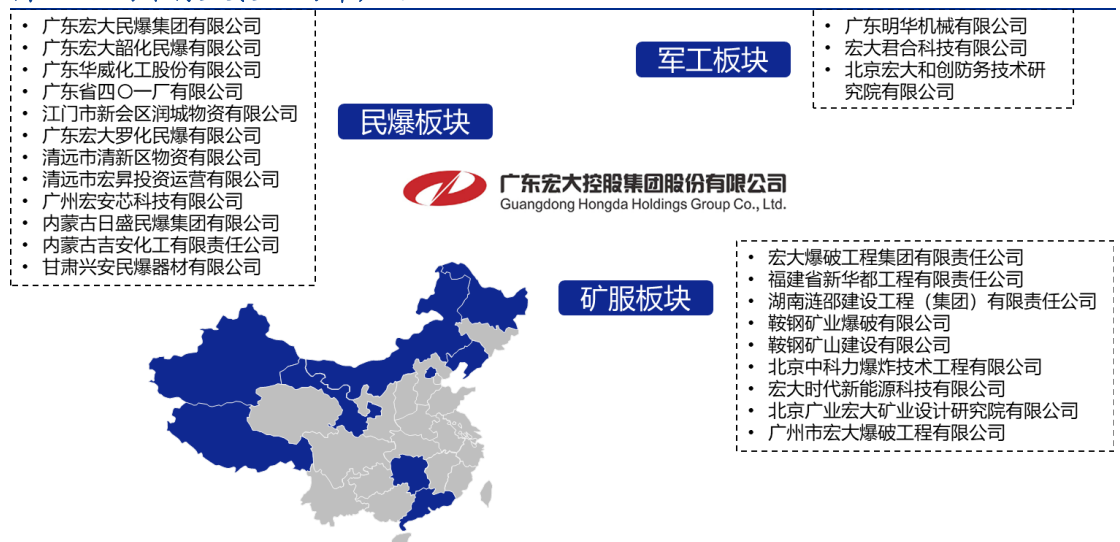 • 广东宏大民爆集团有限公司
• 广东宏大韶化民爆有限公司
• 广东华威化工股份有限公司
• 广东省四〇一厂有限公司
• 江门市新会区润城物资有限公司
• 广东宏大罗化民爆有限公司
• 清远市清新区物资有限公司
• 清远市宏昇投资运营有限公司
• 广州宏安芯科技有限公司
• 内蒙古日盛民爆集团有限公司
• 内蒙古吉安化工有限责任公司
• 甘肃兴安民爆器材有限公司
民爆板块
军工板块
• 广东明华机械有限公司
• 宏大君合科技有限公司
• 北京宏大和创防务技术研
究院有限公司
广东宏大控股集团股份有限公司
Guangdong Hongda Holdings Group Co., Ltd.
矿服板块
• 宏大爆破工程集团有限责任公司
• 福建省新华都工程有限责任公司
• 湖南涟邵建设工程（集团）有限责任公司
• 鞍钢矿业爆破有限公司
• 鞍钢矿山建设有限公司
• 北京中科力爆炸技术工程有限公司
• 宏大时代新能源科技有限公司
• 北京广业宏大矿业设计研究院有限公司
• 广州市宏大爆破工程有限公司